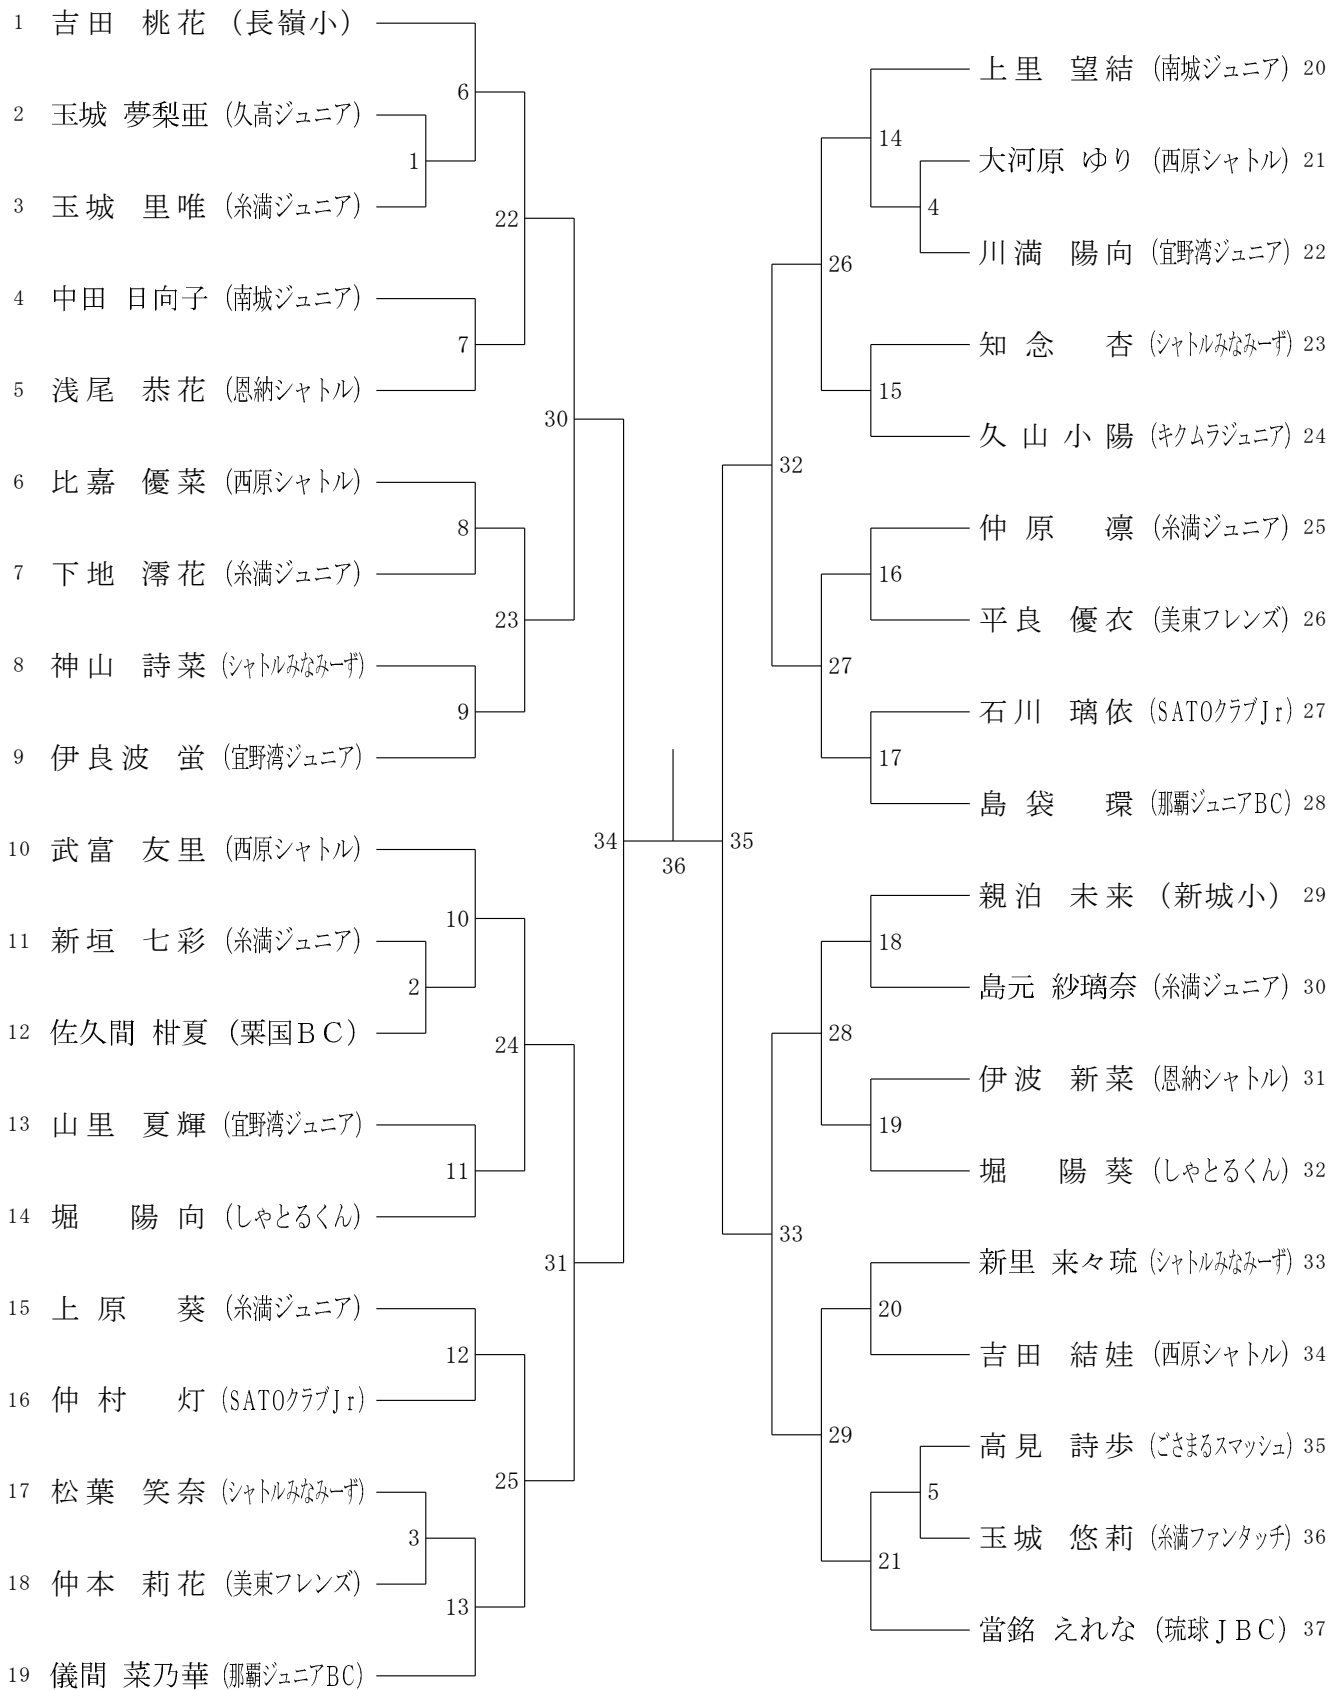 1 吉田 桃花 (長嶺小)
2 玉城 夢梨亜 (久高ジュニア)
3 玉城 里唯 (糸満ジュニア)
4 中田 日向子 (南城ジュニア)
5 浅尾 恭花 (恩納シャトル)
6 比嘉 優菜 (西原シャトル)
7 下地 澪花 (糸満ジュニア)
8 神山 詩菜 (シャトルみなみーず)
9 伊良波 蛍 (宜野湾ジュニア)
10 武富 友里 (西原シャトル)
11 新垣 七彩 (糸満ジュニア)
12 佐久間 柑夏 (粟国BC)
13 山里 夏輝 (宜野湾ジュニア)
14 堀 陽向 (しゃとるくん)
15 上原 葵 (糸満ジュニア)
16 仲村 灯 (SATOクラブJr)
17 松葉 笑奈 (シャトルみなみーず)
18 仲本 莉花 (美東フレンズ)
19 儀間 菜乃華 (那覇ジュニアBC)
6
1
22
7
30
8
23
9
34
10
2
24
11
31
12
25
3
13
36
14
4
26
15
32
16
27
17
35
18
28
19
33
20
29
5
21
上里 望結 (南城ジュニア) 20
大河原 ゆり (西原シャトル) 21
川満 陽向 (宜野湾ジュニア) 22
知念 杏 (シャトルみなみーず) 23
久山小陽 (キクムラジュニア) 24
仲原 凛 (糸満ジュニア) 25
平良 優衣 (美東フレンズ) 26
石川 璃依 (SATOクラブJr) 27
島袋 環 (那覇ジュニアBC) 28
親泊 未来 (新城小) 29
島元 紗璃奈 (糸満ジュニア) 30
伊波 新菜 (恩納シャトル) 31
堀 陽葵 (しゃとるくん) 32
新里 来々琉 (シャトルみなみーず) 33
吉田 結娃 (西原シャトル) 34
高見 詩歩 (ごさまるスマッシュ) 35
玉城 悠莉 (糸満ファンタッチ) 36
當銘 えれな (琉球JBC) 37